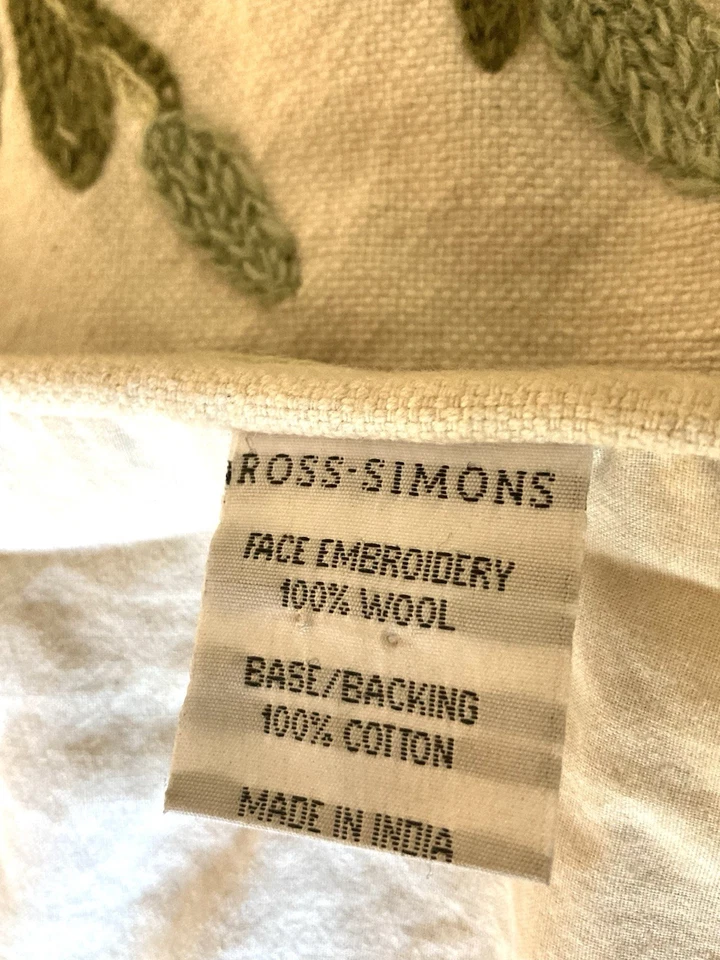 ROSS-SIMONS
FACE EMBROIDERY
100% WOOL
BASE/BACKING
100% COTTON
MADE IN INDIA